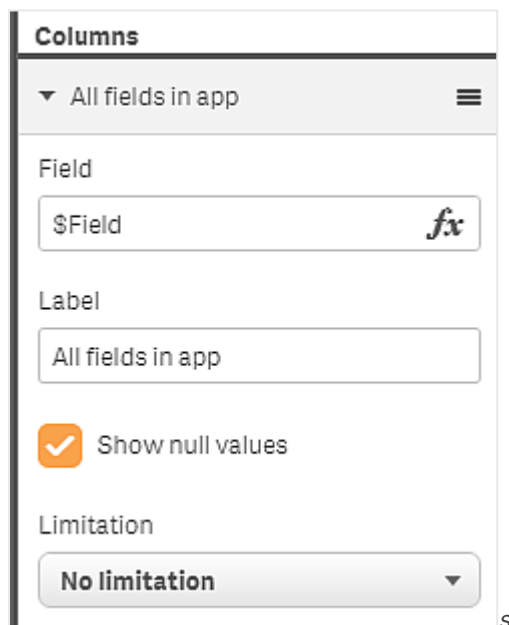 Columns
All fields in app
Field
$Field fx
Label
All fields in app
Show null values
Limitation
No limitation
s